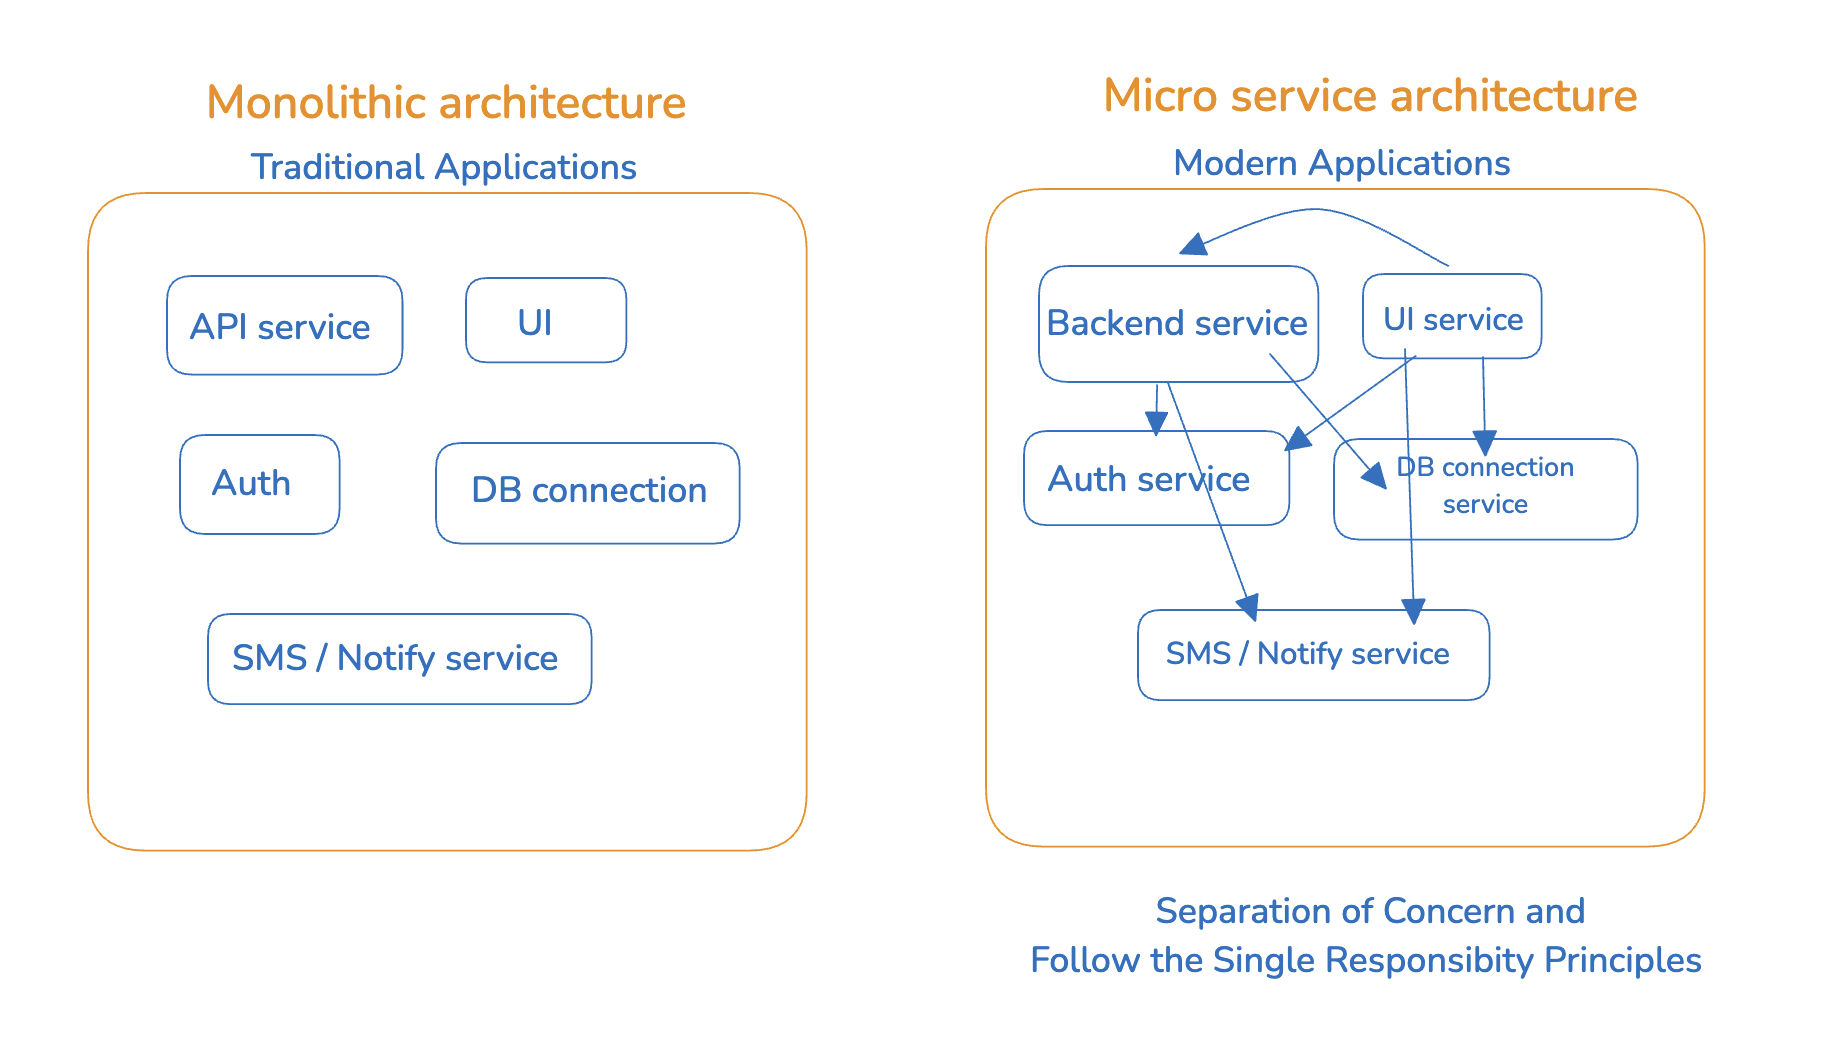 Monolithic architecture
Traditional Applications
API service
UI
Auth
DB connection
SMS / Notify service
Micro service architecture
Modern Applications
Backend service
UI service
Auth service
DB connection
service
SMS / Notify service
Separation of Concern and
Follow the Single Responsibity Principles